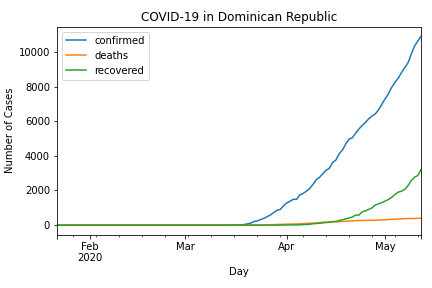 COVID-19 in Dominican Republic
confirmed
deaths
recovered
Number of Cases
10000
8000
6000
4000
2000
0
Feb
2020
Mar
Apr
May
Day